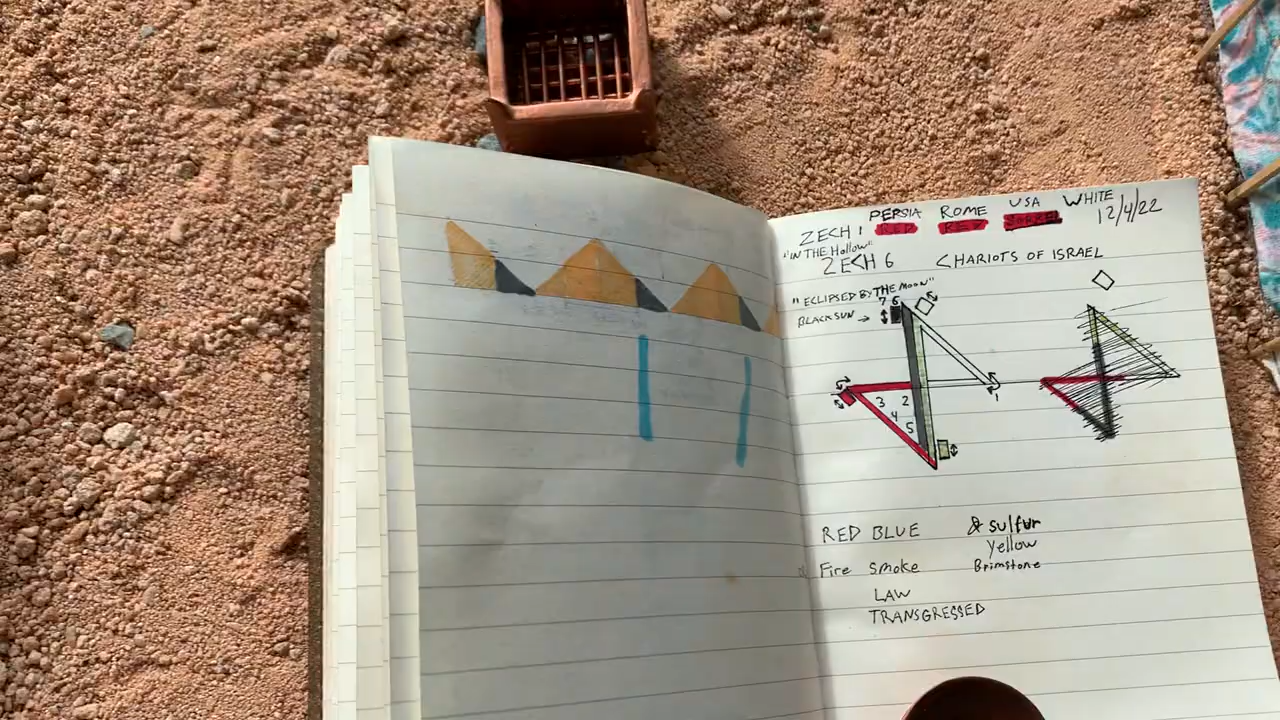 PERSIA ROME USA WHITE
12/4/22
ZECH 1 RED RED
"IN THE HOLLOW"
ZECH 6 CHARIOTS OF ISRAEL
"ECLIPSED BY THE MOON"
7 6
BLACK SUN →
1
3 2
4
5
RED BLUE & sulfur
Yellow
Fire Smoke Brimstone
LAW
TRANSGRESSED